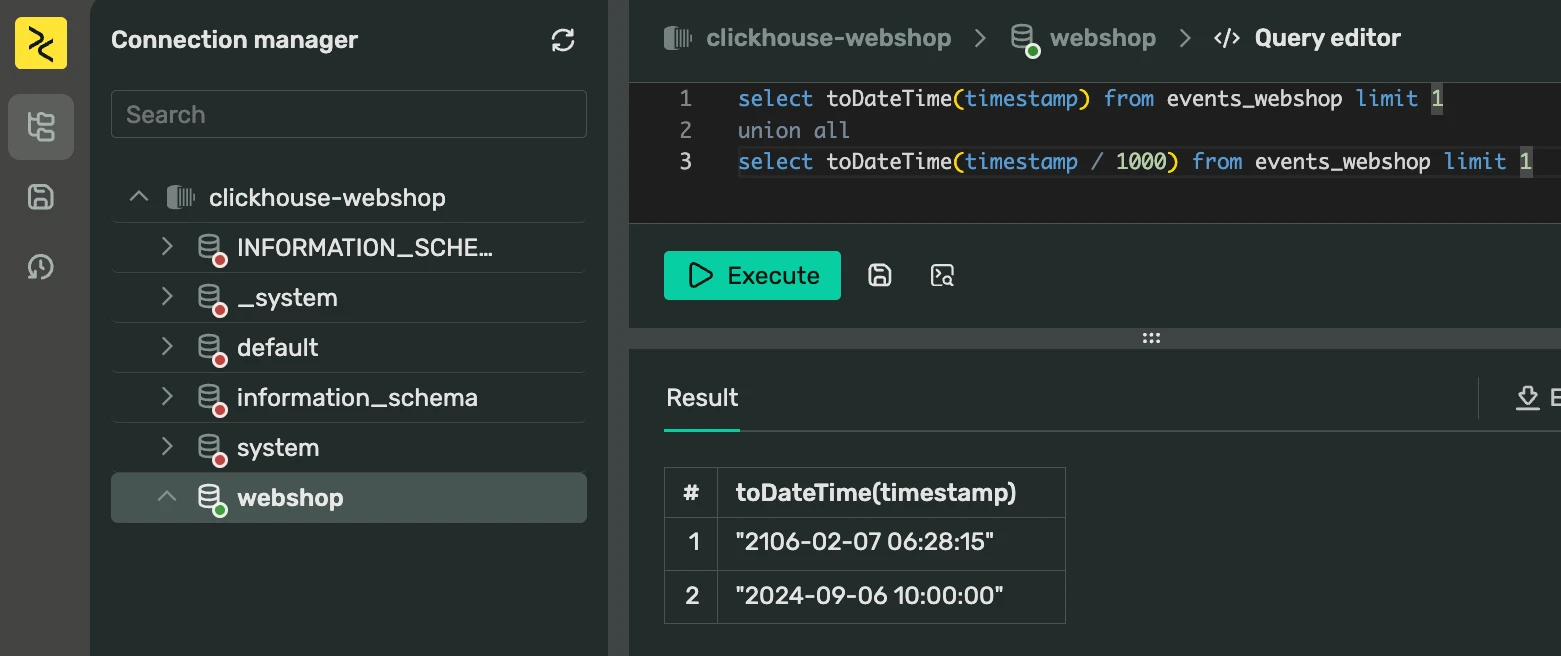 Connection manager
Search
clickhouse-webshop
INFORMATION_SCHE...
_system
default
information_schema
system
webshop
clickhouse-webshop > webshop > </> Query editor
1 select toDateTime(timestamp) from events_webshop limit 1
2 union all
3 select toDateTime(timestamp / 1000) from events_webshop limit 1
Execute
Result
E
# toDateTime(timestamp)
1 "2106-02-07 06:28:15"
2 "2024-09-06 10:00:00"